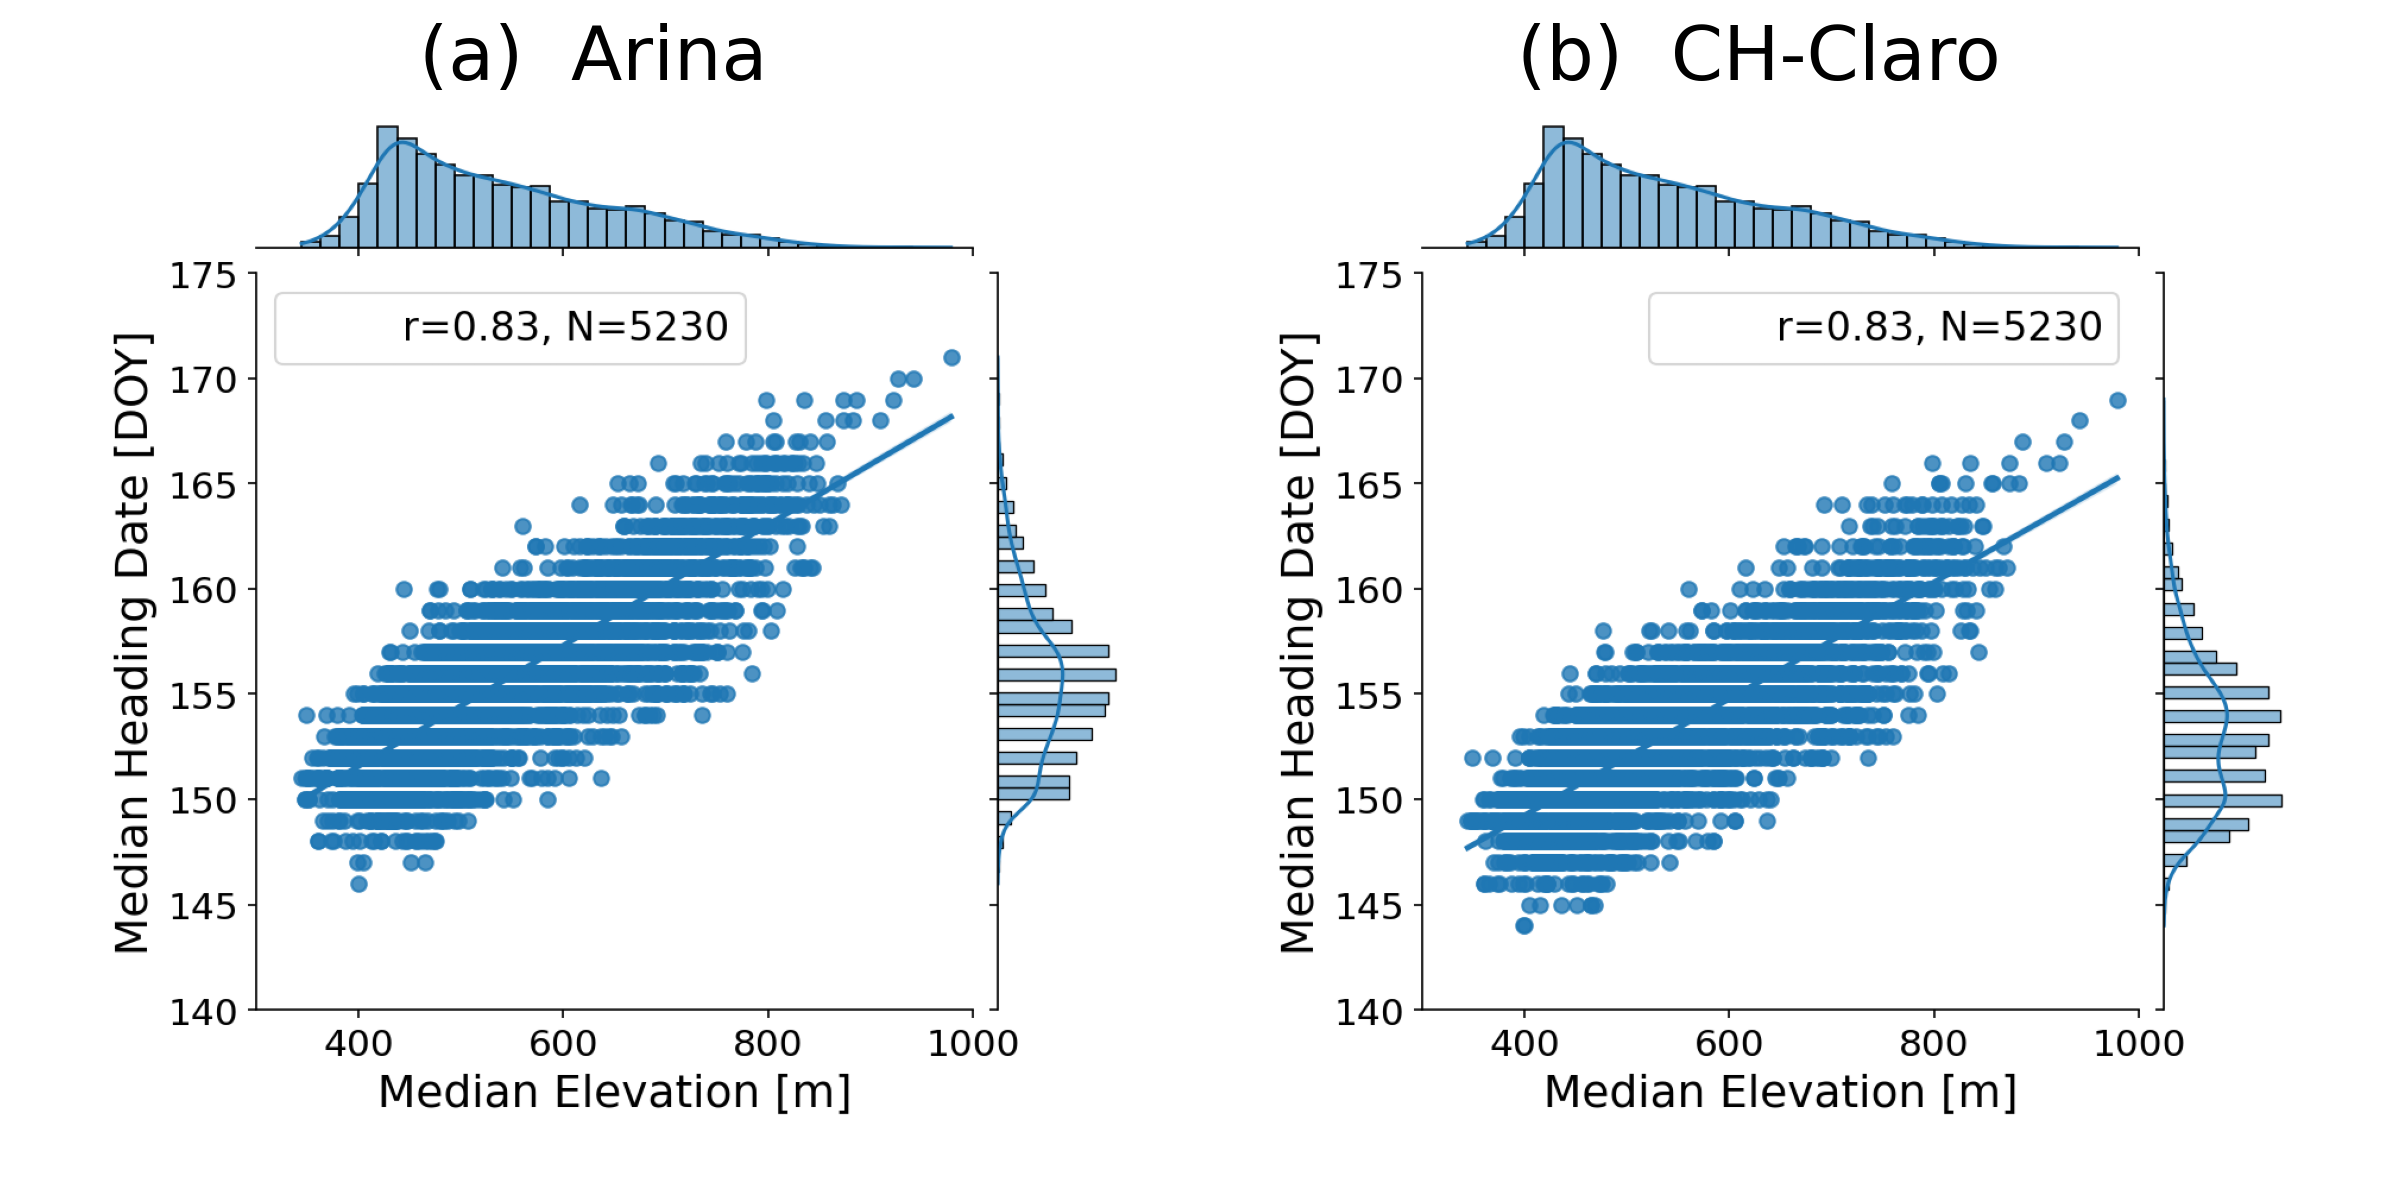 (a) Arina
175
r=0.83, N=5230
170
165
160
155
150
145
140
Median Heading Date [DOY]
400 600 800 1000
Median Elevation [m]
(b) CH-Claro
175
r=0.83, N=5230
170
165
160
155
150
145
140
Median Heading Date [DOY]
400 600 800 1000
Median Elevation [m]